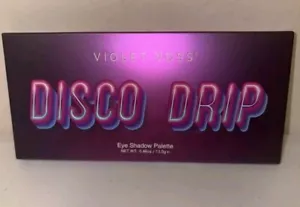 VIOLET VOSS
DISCO DRIP
Eye Shadow Palette